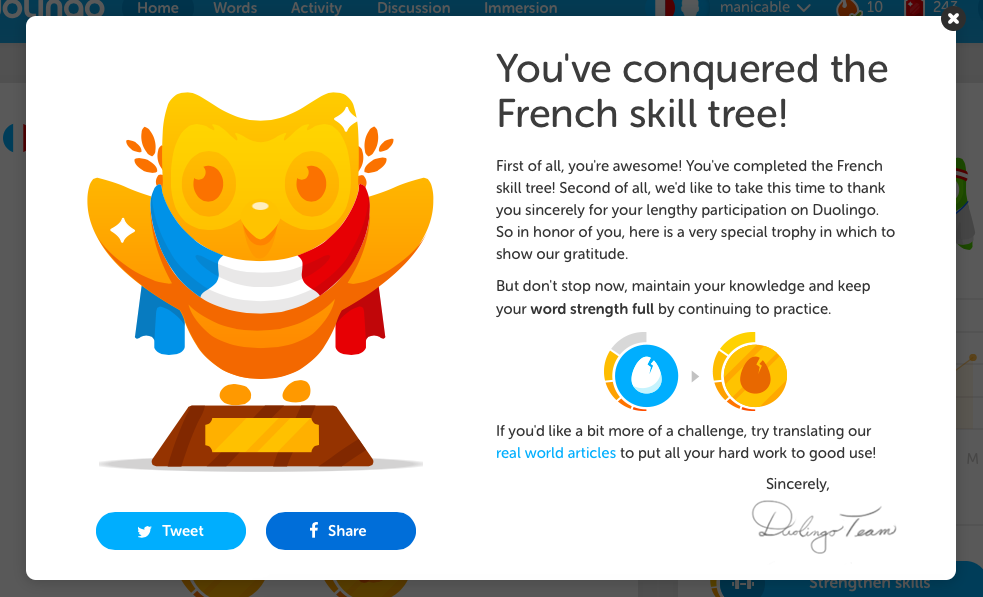 duolingo Home Words Activity Discussion Immersion manicable 10
You've conquered the
French skill tree!
First of all, you're awesome! You've completed the French
skill tree! Second of all, we'd like to take this time to thank
you sincerely for your lengthy participation on Duolingo.
So in honor of you, here is a very special trophy in which to
show our gratitude.
But don't stop now, maintain your knowledge and keep
your word strength full by continuing to practice.
If you'd like a bit more of a challenge, try translating our
real world articles to put all your hard work to good use!
Sincerely,
Duolingo Team
Tweet
Share
M
Strengthen skills